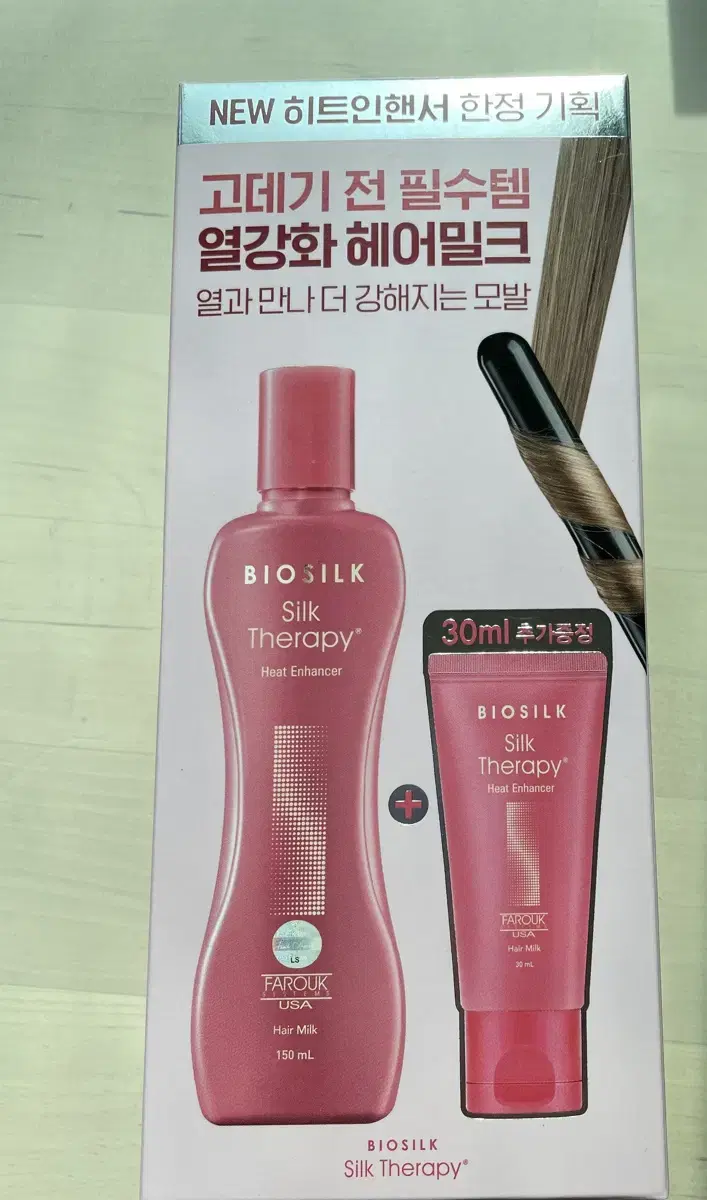 NEW 히트인핸서 한정 기획
고데기 전 필수템
열강화 헤어밀크
열과 만나 더 강해지는 모발
BIOSILK
Silk
Therapy®
Heat Enhancer
LS
FAROUK
SYSTEMS
USA
Hair Milk
150 mL
30ml 추가증정
BIOSILK
Silk
Therapy®
Heat Enhancer
FAROUK
USA
Hair Milk
30 mL
BIOSILK
Silk Therapy®